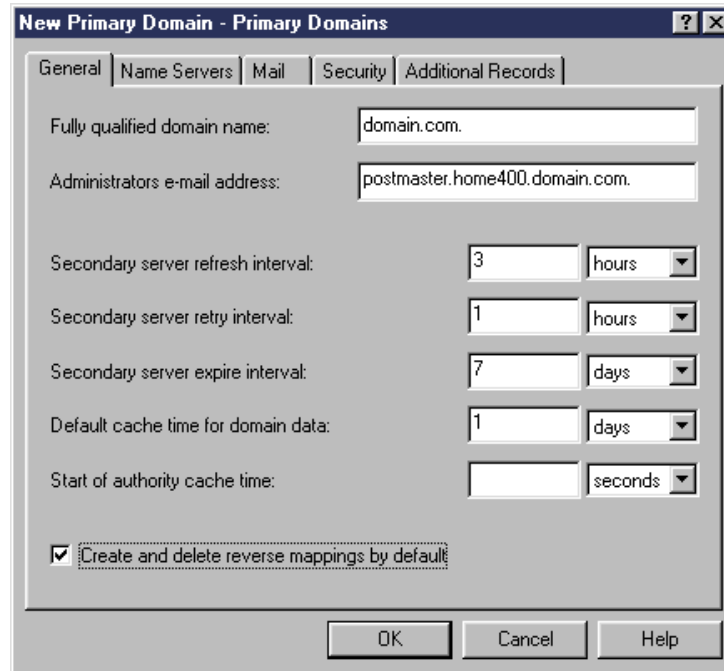 New Primary Domain - Primary Domains
General Name Servers Mail Security Additional Records
Fully qualified domain name: domain.com.
Administrators e-mail address: postmaster.home400.domain.com.
Secondary server refresh interval: 3 hours
Secondary server retry interval: 1 hours
Secondary server expire interval: 7 days
Default cache time for domain data: 1 days
Start of authority cache time: seconds
Create and delete reverse mappings by default
OK Cancel Help